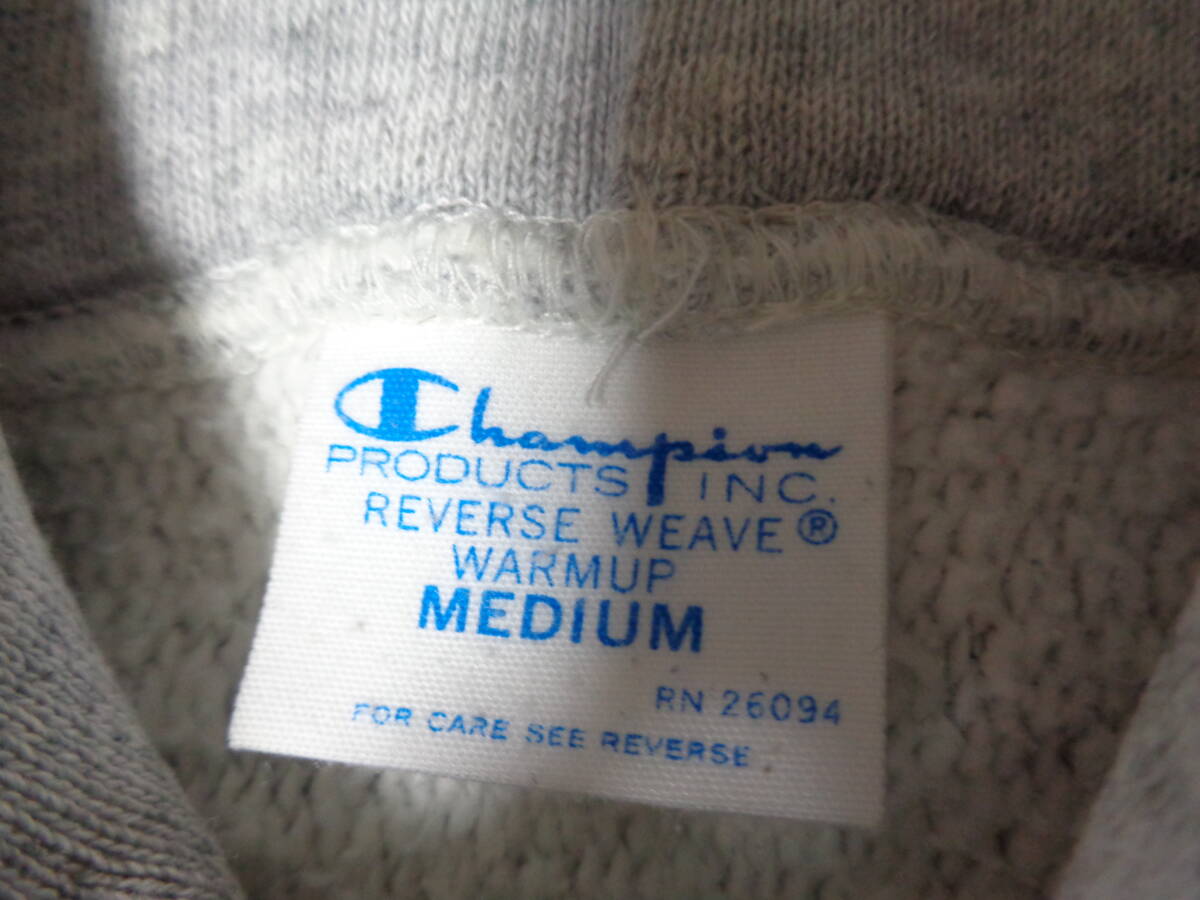 Champion
PRODUCTS INC.
REVERSE WEAVE®
WARMUP
MEDIUM
RN 26094
FOR CARE SEE REVERSE